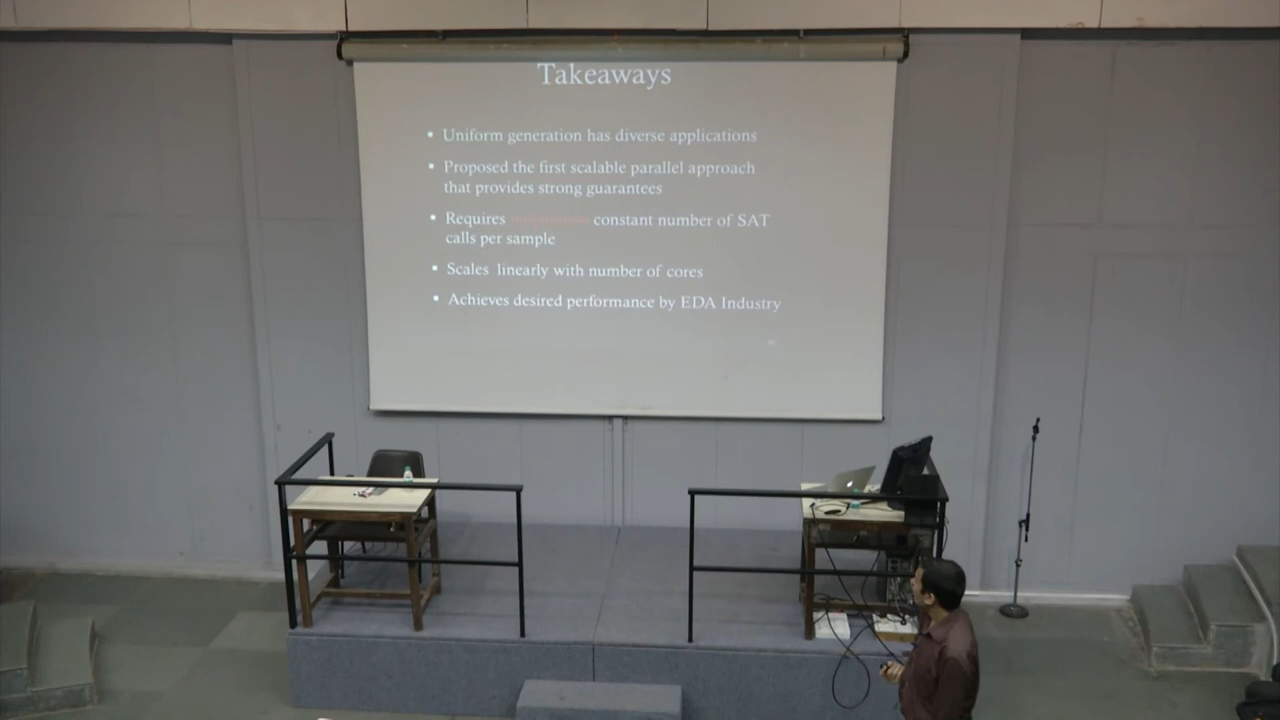 Takeaways
▪ Uniform generation has diverse applications
▪ Proposed the first scalable parallel approach
that provides strong guarantees
▪ Requires constant number of SAT
calls per sample
▪ Scales linearly with number of cores
▪ Achieves desired performance by EDA Industry